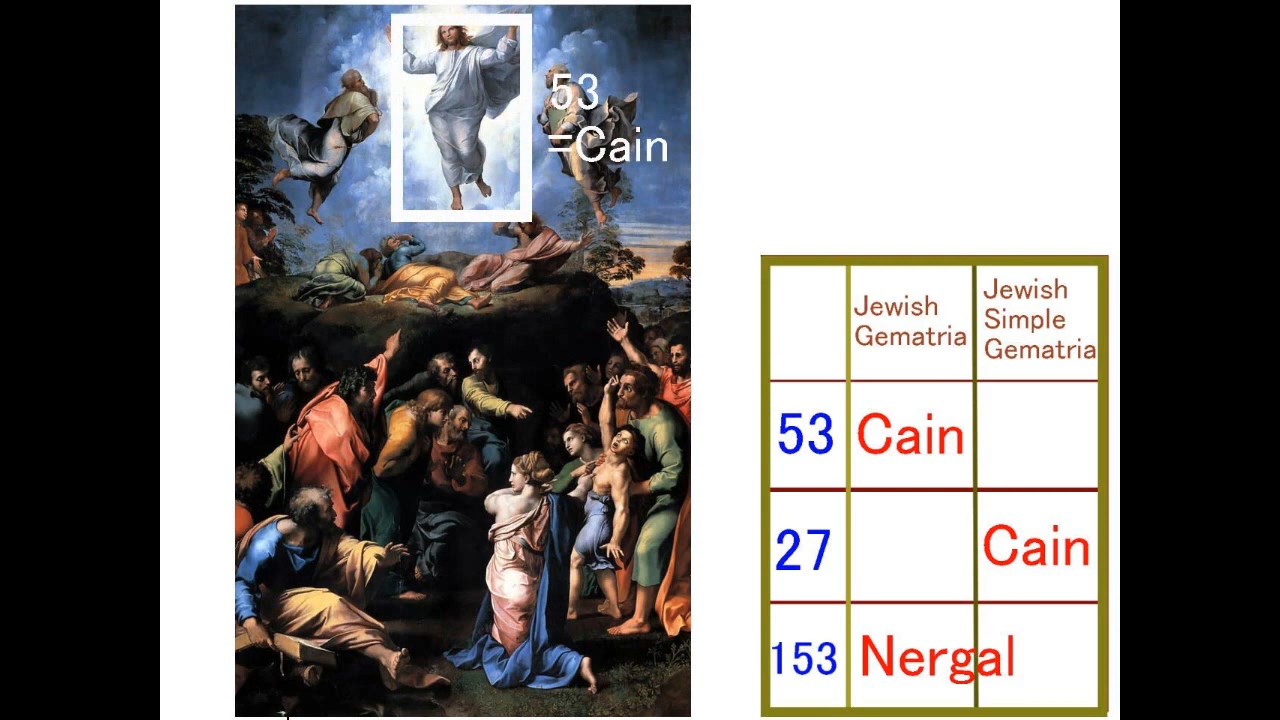 53
=Cain
Jewish
Gematria
Jewish
Simple
Gematria
53 Cain
27 Cain
153 Nergal